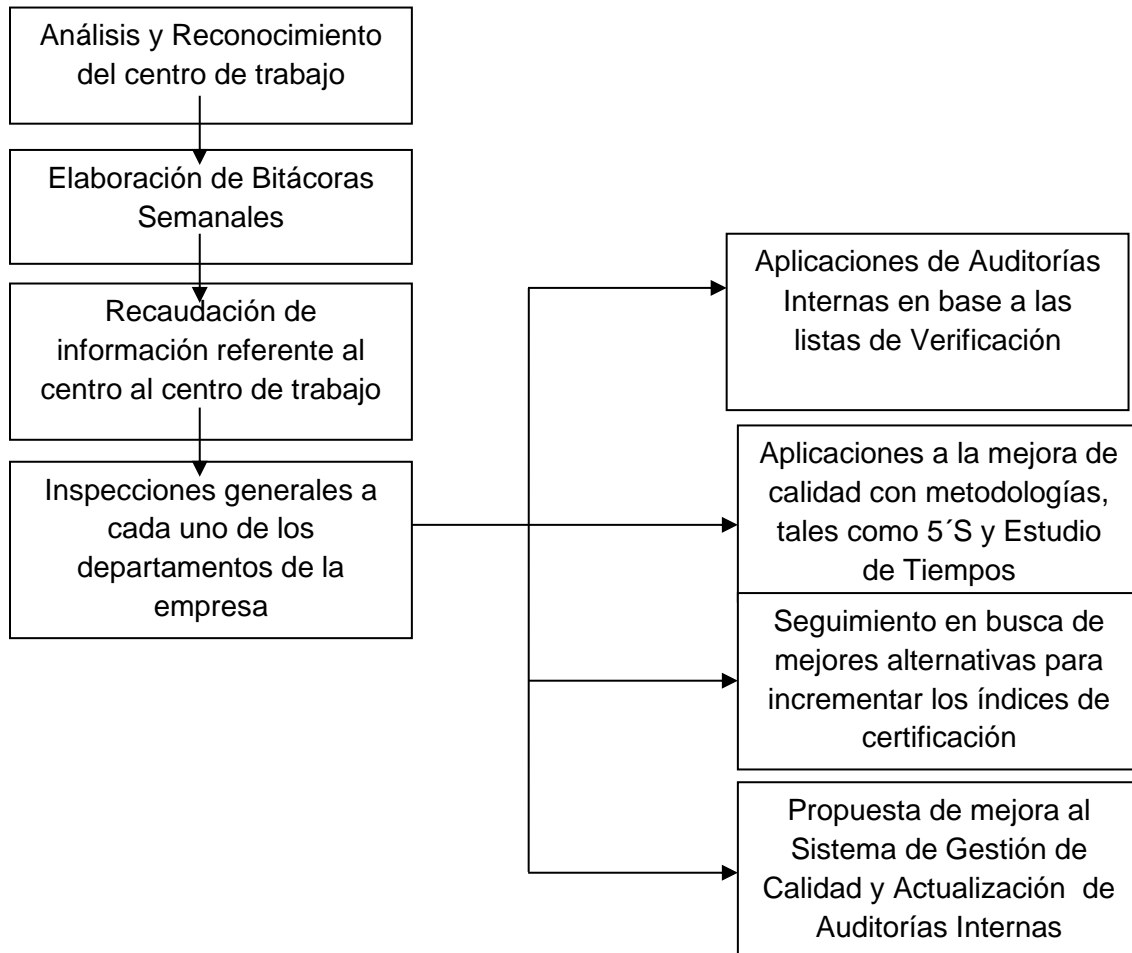 Análisis y Reconocimiento
del centro de trabajo
Elaboración de Bitácoras
Semanales
Recaudación de
información referente al
centro al centro de trabajo
Inspecciones generales a
cada uno de los
departamentos de la
empresa
Aplicaciones de Auditorías
Internas en base a las
listas de Verificación
Aplicaciones a la mejora de
calidad con metodologías,
tales como 5´S y Estudio
de Tiempos
Seguimiento en busca de
mejores alternativas para
incrementar los índices de
certificación
Propuesta de mejora al
Sistema de Gestión de
Calidad y Actualización  de
Auditorías Internas